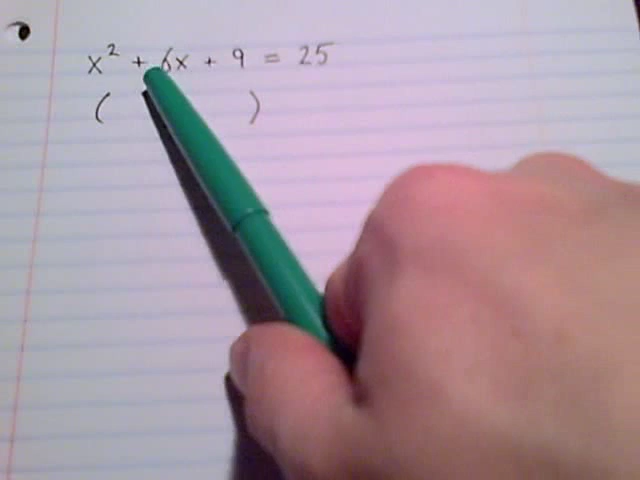 x² + 6x + 9 = 25
( )